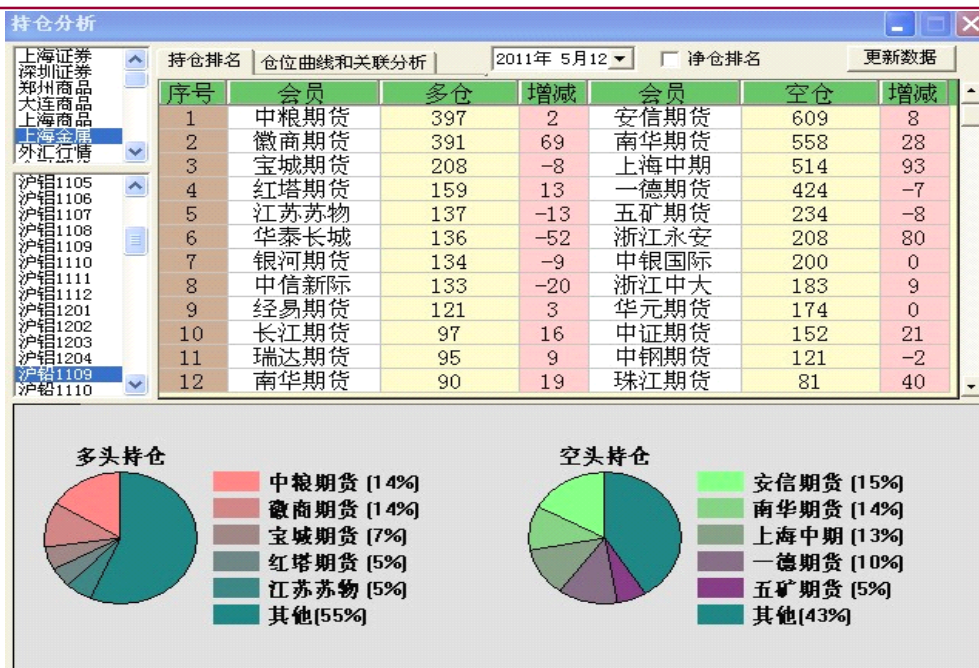 持仓分析
上海证券
深圳证券
郑州商品
大连商品
上海商品
上海金属
外汇行情
沪铝1105
沪铝1106
沪铝1107
沪铝1108
沪铝1109
沪铝1110
沪铝1111
沪铝1112
沪铝1201
沪铝1202
沪铝1203
沪铝1204
沪铅1109
沪铅1110
持仓排名 仓位曲线和关联分析 2011年 5月12 净仓排名 更新数据
序号 会员 多仓 增减 会员 空仓 增减
1 中粮期货 397 2 安信期货 609 8
2 徽商期货 391 69 南华期货 558 28
3 宝城期货 208 -8 上海中期 514 93
4 红塔期货 159 13 一德期货 424 -7
5 江苏苏物 137 -13 五矿期货 234 -8
6 华泰长城 136 -52 浙江永安 208 80
7 银河期货 134 -9 中银国际 200 0
8 中信新际 133 -20 浙江中大 183 9
9 经易期货 121 3 华元期货 174 0
10 长江期货 97 16 中证期货 152 21
11 瑞达期货 95 9 中钢期货 121 -2
12 南华期货 90 19 珠江期货 81 40
多头持仓
中粮期货 (14%)
徽商期货 (14%)
宝城期货 (7%)
红塔期货 (5%)
江苏苏物 (5%)
其他(55%)
空头持仓
安信期货 (15%)
南华期货 (14%)
上海中期 (13%)
一德期货 (10%)
五矿期货 (5%)
其他(43%)